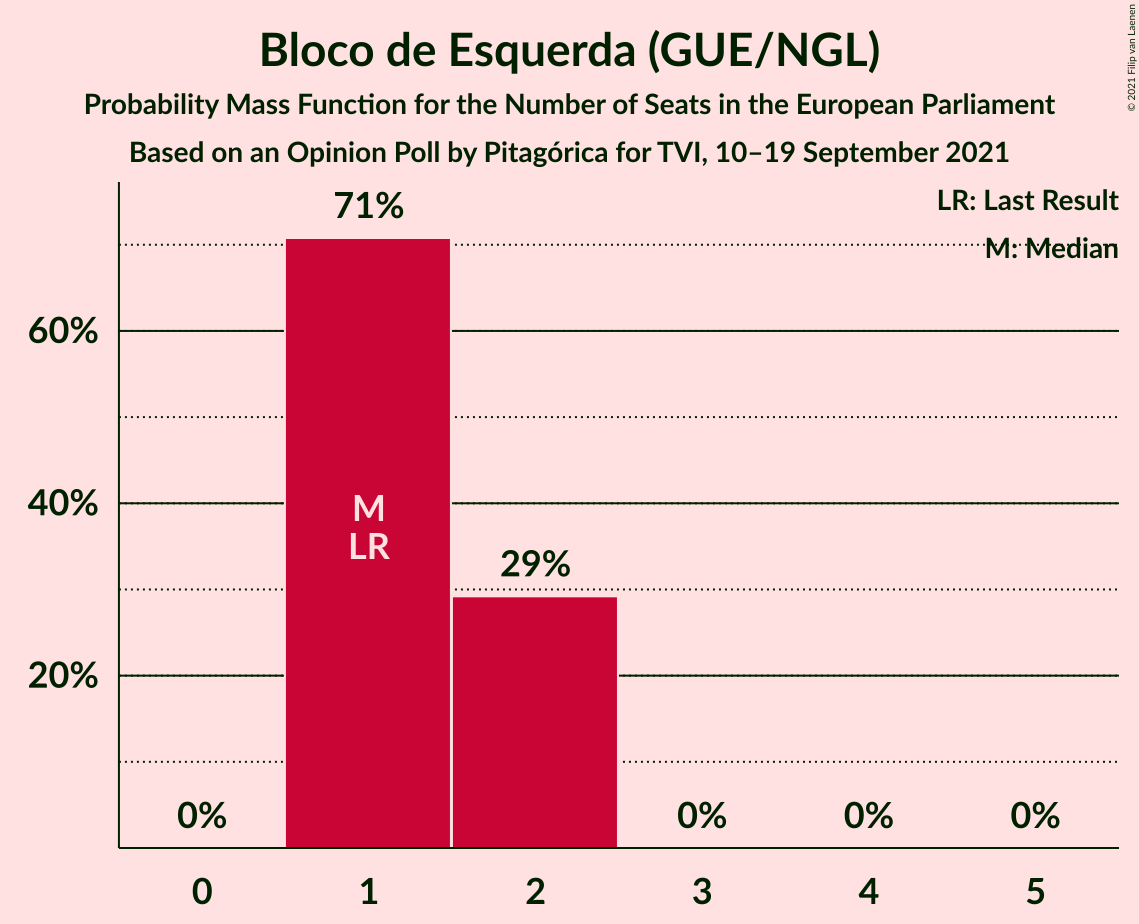 Bloco de Esquerda (GUE/NGL)
Probability Mass Function for the Number of Seats in the European Parliament
Based on an Opinion Poll by Pitagórica for TVI, 10–19 September 2021
© 2021 Filip van Laenen
LR: Last Result
M: Median
71%
60%
40%
M
LR
29%
20%
0%
0%
0%
0%
0
1
2
3
4
5